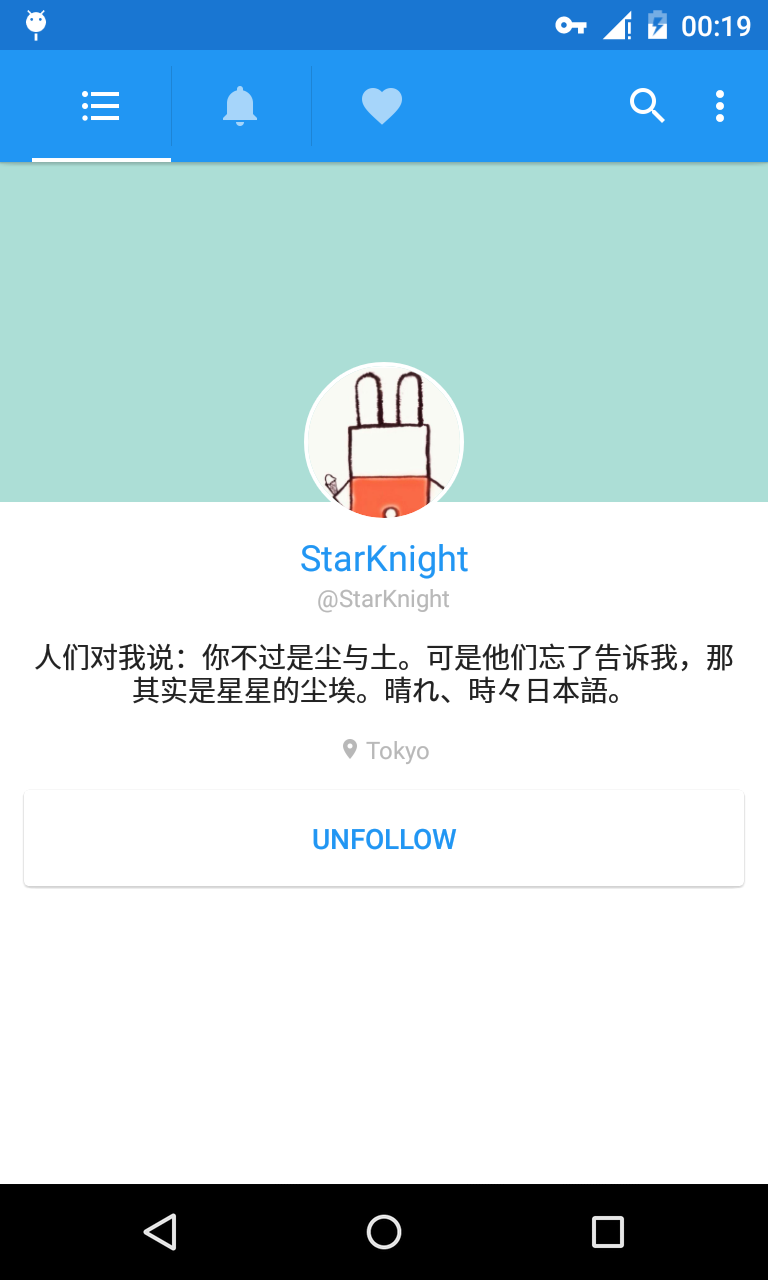 00:19
StarKnight
@StarKnight
人们对我说：你不过是尘与土。可是他们忘了告诉我，那
其实是星星的尘埃。晴れ、時々日本語。
Tokyo
UNFOLLOW